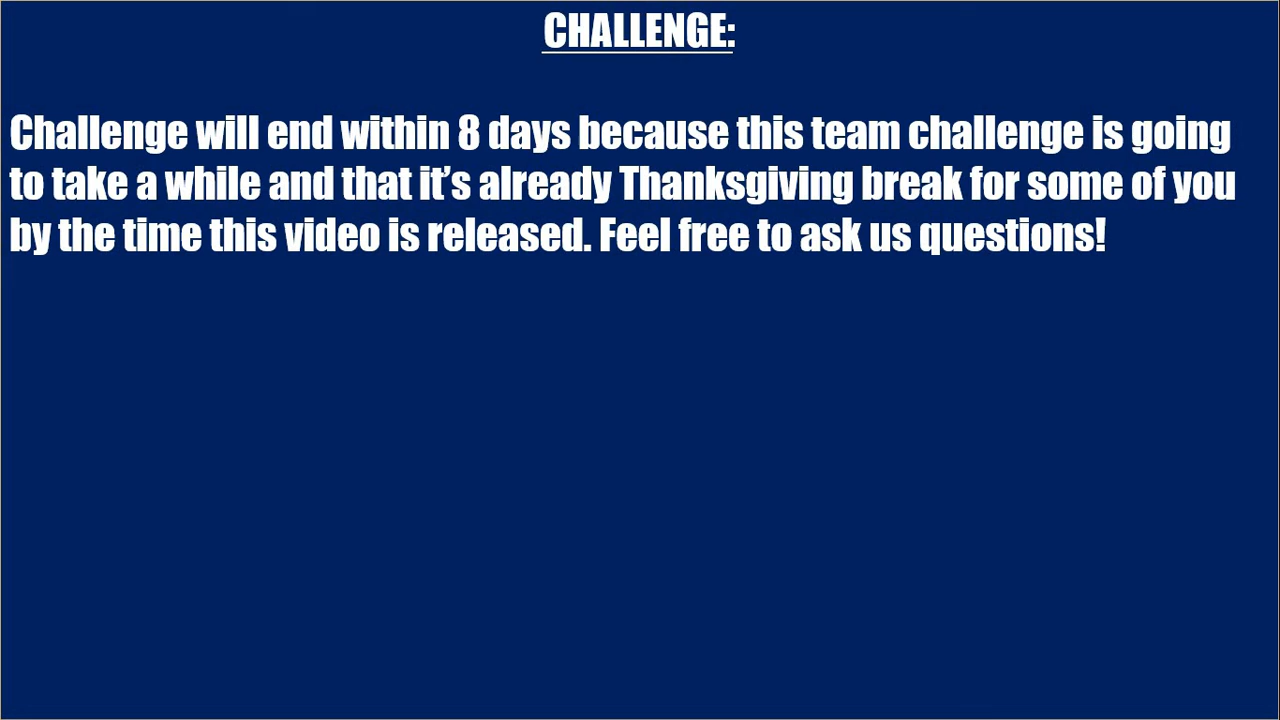 CHALLENGE:
Challenge will end within 8 days because this team challenge is going
to take a while and that it’s already Thanksgiving break for some of you
by the time this video is released. Feel free to ask us questions!